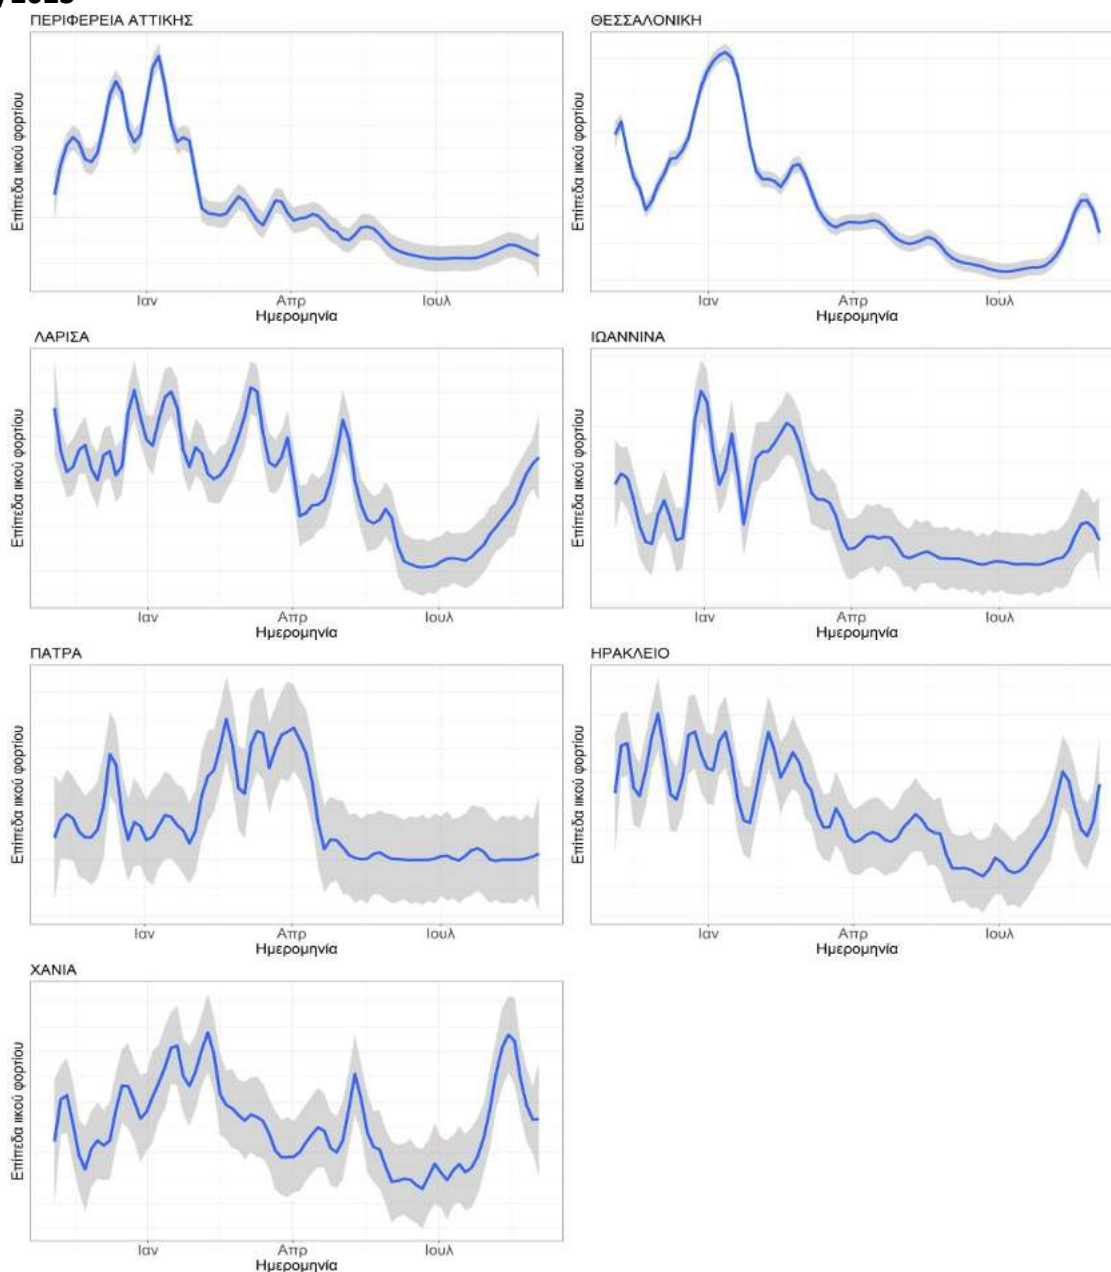 ΠΕΡΙΦΕΡΕΙΑ ΑΤΤΙΚΗΣ
Επίπεδα ιικού φορτίου
Ιαν Απρ Ιουλ
Ημερομηνία
ΘΕΣΣΑΛΟΝΙΚΗ
Επίπεδα ιικού φορτίου
Ιαν Απρ Ιουλ
Ημερομηνία
ΛΑΡΙΣΑ
Επίπεδα ιικού φορτίου
Ιαν Απρ Ιουλ
Ημερομηνία
ΙΩΑΝΝΙΝΑ
Επίπεδα ιικού φορτίου
Ιαν Απρ Ιουλ
Ημερομηνία
ΠΑΤΡΑ
Επίπεδα ιικού φορτίου
Ιαν Απρ Ιουλ
Ημερομηνία
ΗΡΑΚΛΕΙΟ
Επίπεδα ιικού φορτίου
Ιαν Απρ Ιουλ
Ημερομηνία
ΧΑΝΙΑ
Επίπεδα ιικού φορτίου
Ιαν Απρ Ιουλ
Ημερομηνία